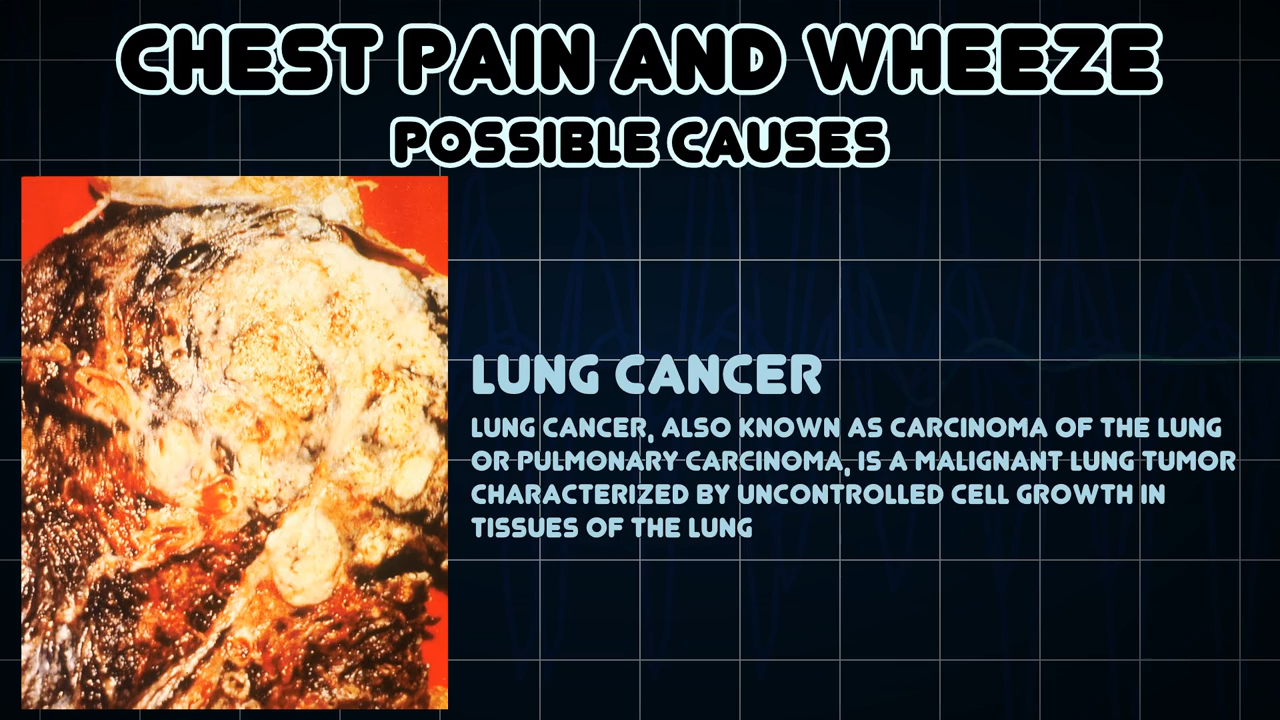 CHEST PAIN AND WHEEZE
POSSIBLE CAUSES
LUNG CANCER
LUNG CANCER, ALSO KNOWN AS CARCINOMA OF THE LUNG
OR PULMONARY CARCINOMA, IS A MALIGNANT LUNG TUMOR
CHARACTERIZED BY UNCONTROLLED CELL GROWTH IN
TISSUES OF THE LUNG